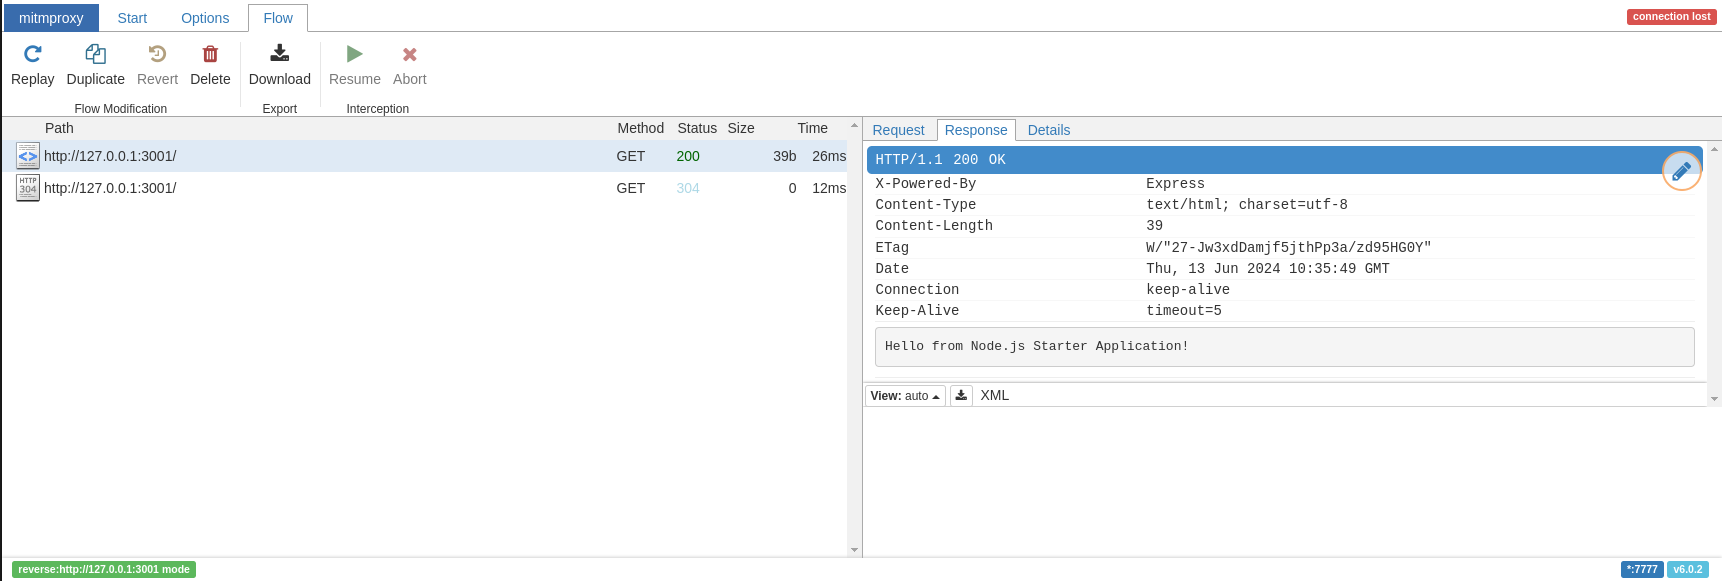 mitmproxy Start Options Flow connection lost
Replay Duplicate Revert Delete Download Resume Abort
Flow Modification Export Interception
Path Method Status Size Time
http://127.0.0.1:3001/ GET 200 39b 26ms
HTTP 304 http://127.0.0.1:3001/ GET 304 0 12ms
Request Response Details
HTTP/1.1 200 OK
X-Powered-By Express
Content-Type text/html; charset=utf-8
Content-Length 39
ETag W/"27-Jw3xdDamjf5jthPp3a/zd95HG0Y"
Date Thu, 13 Jun 2024 10:35:49 GMT
Connection keep-alive
Keep-Alive timeout=5
Hello from Node.js Starter Application!
View: auto XML
reverse:http://127.0.0.1:3001 mode *:7777 v6.0.2